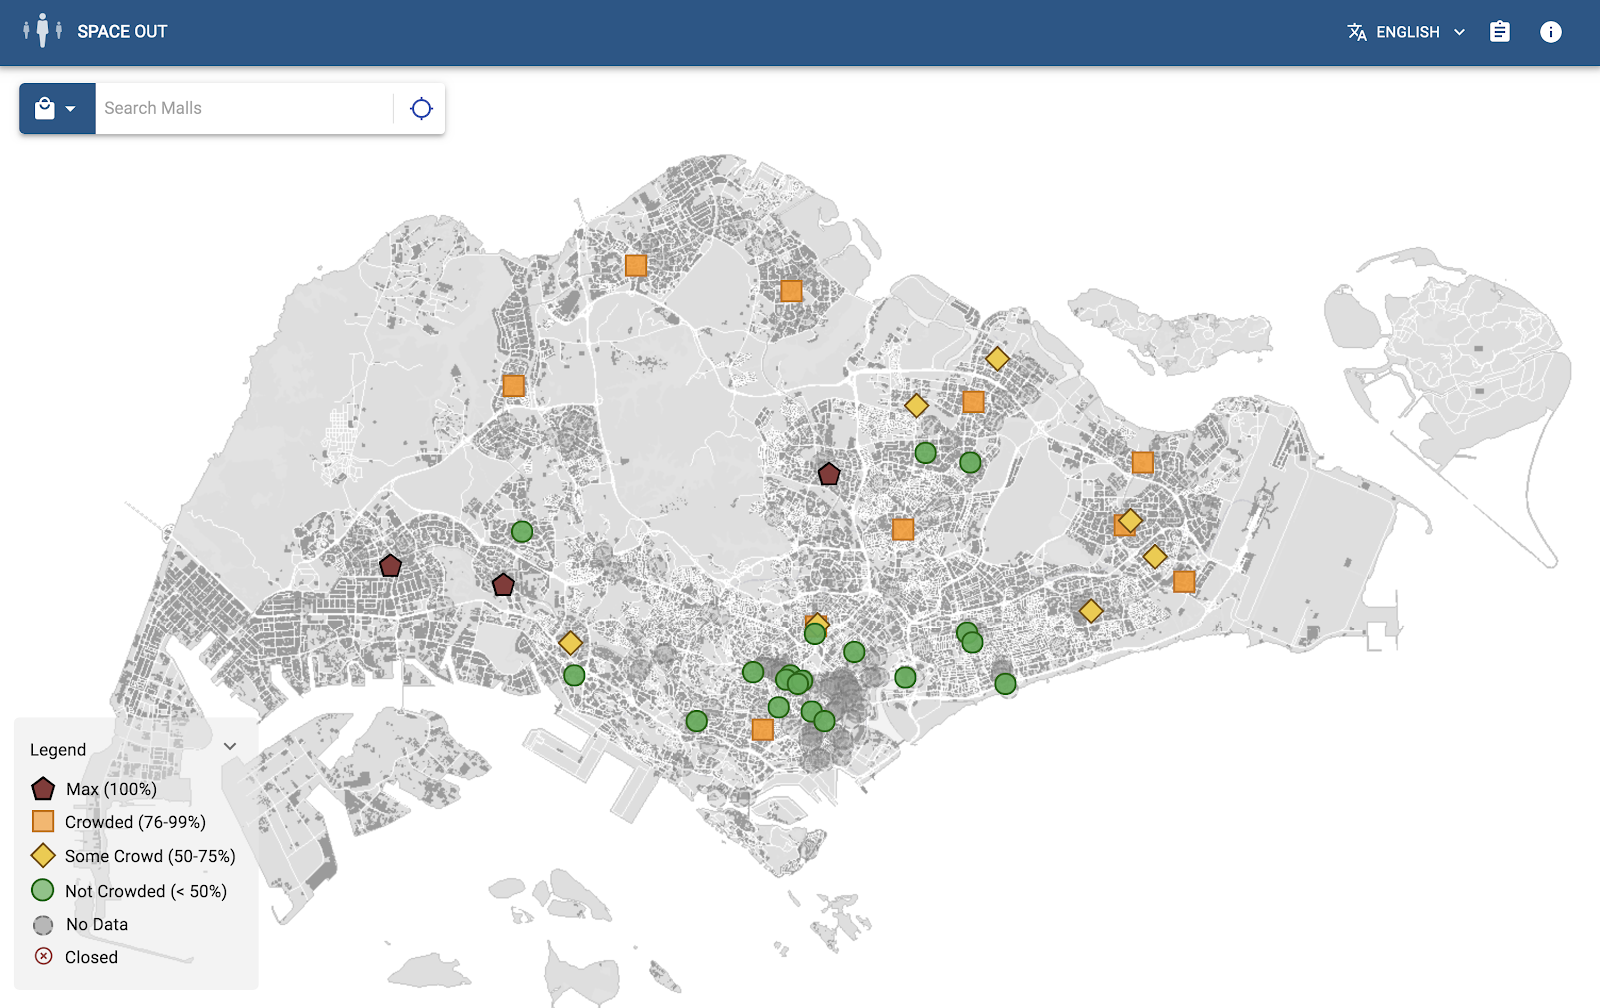 SPACE OUT
ENGLISH
Search Malls
Legend
Max (100%)
Crowded (76-99%)
Some Crowd (50-75%)
Not Crowded (< 50%)
No Data
Closed